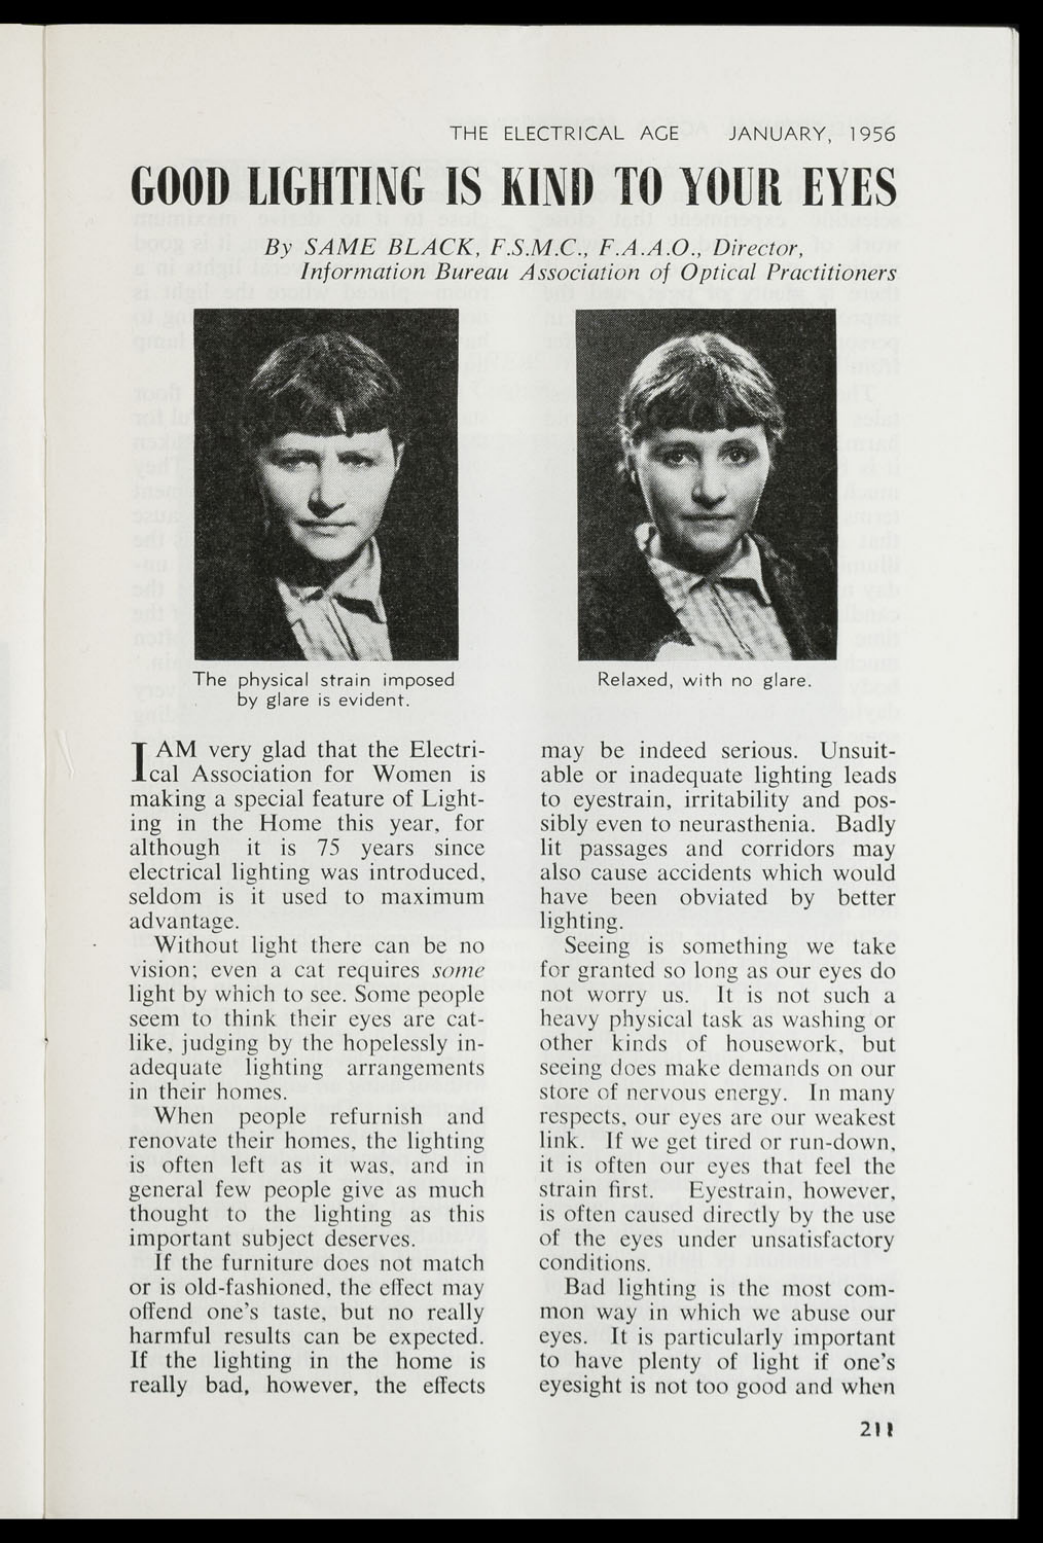 THE ELECTRICAL AGE JANUARY, 1956
GOOD LIGHTING IS KIND TO YOUR EYES
By SAME BLACK, F.S.M.C., F.A.A.O., Director,
Information Bureau Association of Optical Practitioners
The physical strain imposed
by glare is evident.
Relaxed, with no glare.
I AM very glad that the Electri-
cal Association for Women is
making a special feature of Light-
ing in the Home this year, for
although it is 75 years since
electrical lighting was introduced,
seldom is it used to maximum
advantage.
Without light there can be no
vision; even a cat requires some
light by which to see. Some people
seem to think their eyes are cat-
like, judging by the hopelessly in-
adequate lighting arrangements
in their homes.
When people refurnish and
renovate their homes, the lighting
is often left as it was, and in
general few people give as much
thought to the lighting as this
important subject deserves.
If the furniture does not match
or is old-fashioned, the effect may
offend one's taste, but no really
harmful results can be expected.
If the lighting in the home is
really bad, however, the effects
may be indeed serious. Unsuit-
able or inadequate lighting leads
to eyestrain, irritability and pos-
sibly even to neurasthenia. Badly
lit passages and corridors may
also cause accidents which would
have been obviated by better
lighting.
Seeing is something we take
for granted so long as our eyes do
not worry us. It is not such a
heavy physical task as washing or
other kinds of housework, but
seeing does make demands on our
store of nervous energy. In many
respects, our eyes are our weakest
link. If we get tired or run-down,
it is often our eyes that feel the
strain first. Eyestrain, however,
is often caused directly by the use
of the eyes under unsatisfactory
conditions.
Bad lighting is the most com-
mon way in which we abuse our
eyes. It is particularly important
to have plenty of light if one's
eyesight is not too good and when
211